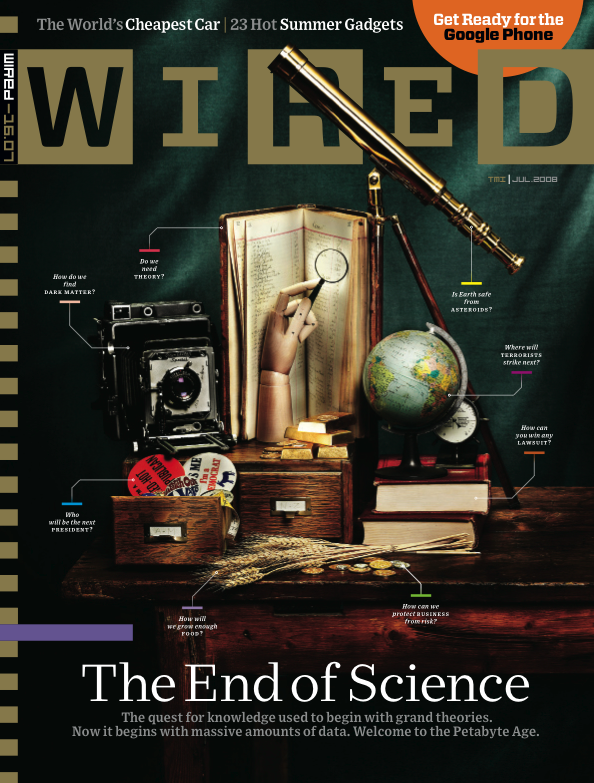 The World's Cheapest Car | 23 Hot Summer Gadgets
Get Ready for the
Google Phone
WIRED
WIRED—16.07
TMI | JUL 2008
Do we
need
THEORY?
How do we
find
DARK MATTER?
Is Earth safe
from
ASTEROIDS?
Where will
TERRORISTS
strike next?
How can
you win any
LAWSUIT?
REPUBLICAN
I'm a
DEMOCRAT
Who
will be the next
PRESIDENT?
How will
we grow enough
FOOD?
How can we
protect BUSINESS
from risk?
The End of Science
The quest for knowledge used to begin with grand theories.
Now it begins with massive amounts of data. Welcome to the Petabyte Age.